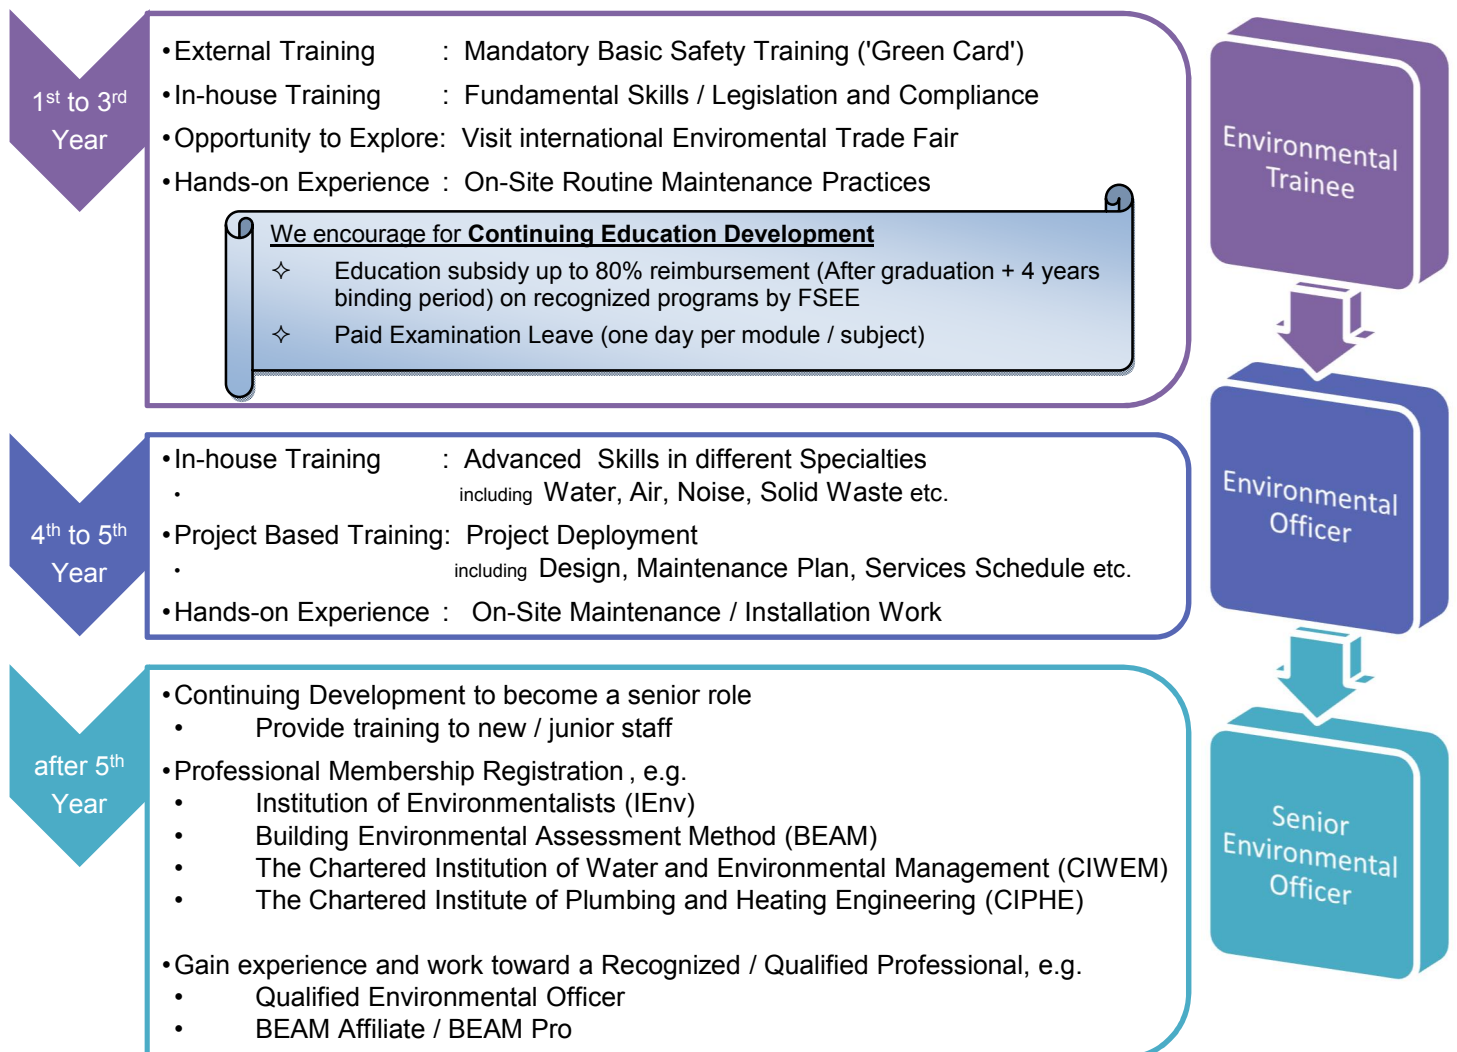 1st to 3rd
Year
•External Training : Mandatory Basic Safety Training ('Green Card')
•In-house Training : Fundamental Skills / Legislation and Compliance
•Opportunity to Explore: Visit international Enviromental Trade Fair
•Hands-on Experience : On-Site Routine Maintenance Practices
We encourage for Continuing Education Development
✧ Education subsidy up to 80% reimbursement (After graduation + 4 years
binding period) on recognized programs by FSEE
✧ Paid Examination Leave (one day per module / subject)
Environmental
Trainee
4th to 5th
Year
•In-house Training : Advanced Skills in different Specialties
• including Water, Air, Noise, Solid Waste etc.
•Project Based Training: Project Deployment
• including Design, Maintenance Plan, Services Schedule etc.
•Hands-on Experience : On-Site Maintenance / Installation Work
Environmental
Officer
after 5th
Year
•Continuing Development to become a senior role
• Provide training to new / junior staff
•Professional Membership Registration , e.g.
• Institution of Environmentalists (IEnv)
• Building Environmental Assessment Method (BEAM)
• The Chartered Institution of Water and Environmental Management (CIWEM)
• The Chartered Institute of Plumbing and Heating Engineering (CIPHE)
•Gain experience and work toward a Recognized / Qualified Professional, e.g.
• Qualified Environmental Officer
• BEAM Affiliate / BEAM Pro
Senior
Environmental
Officer